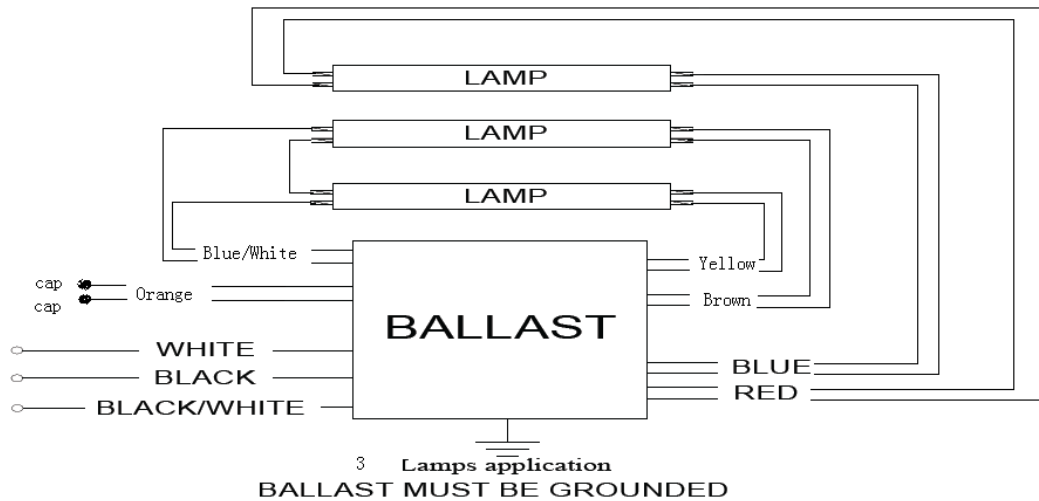 LAMP
LAMP
LAMP
Blue/White
Yellow
cap
Orange
cap
Brown
BALLAST
WHITE
BLACK
BLUE
RED
BLACK/WHITE
3 Lamps application
BALLAST MUST BE GROUNDED